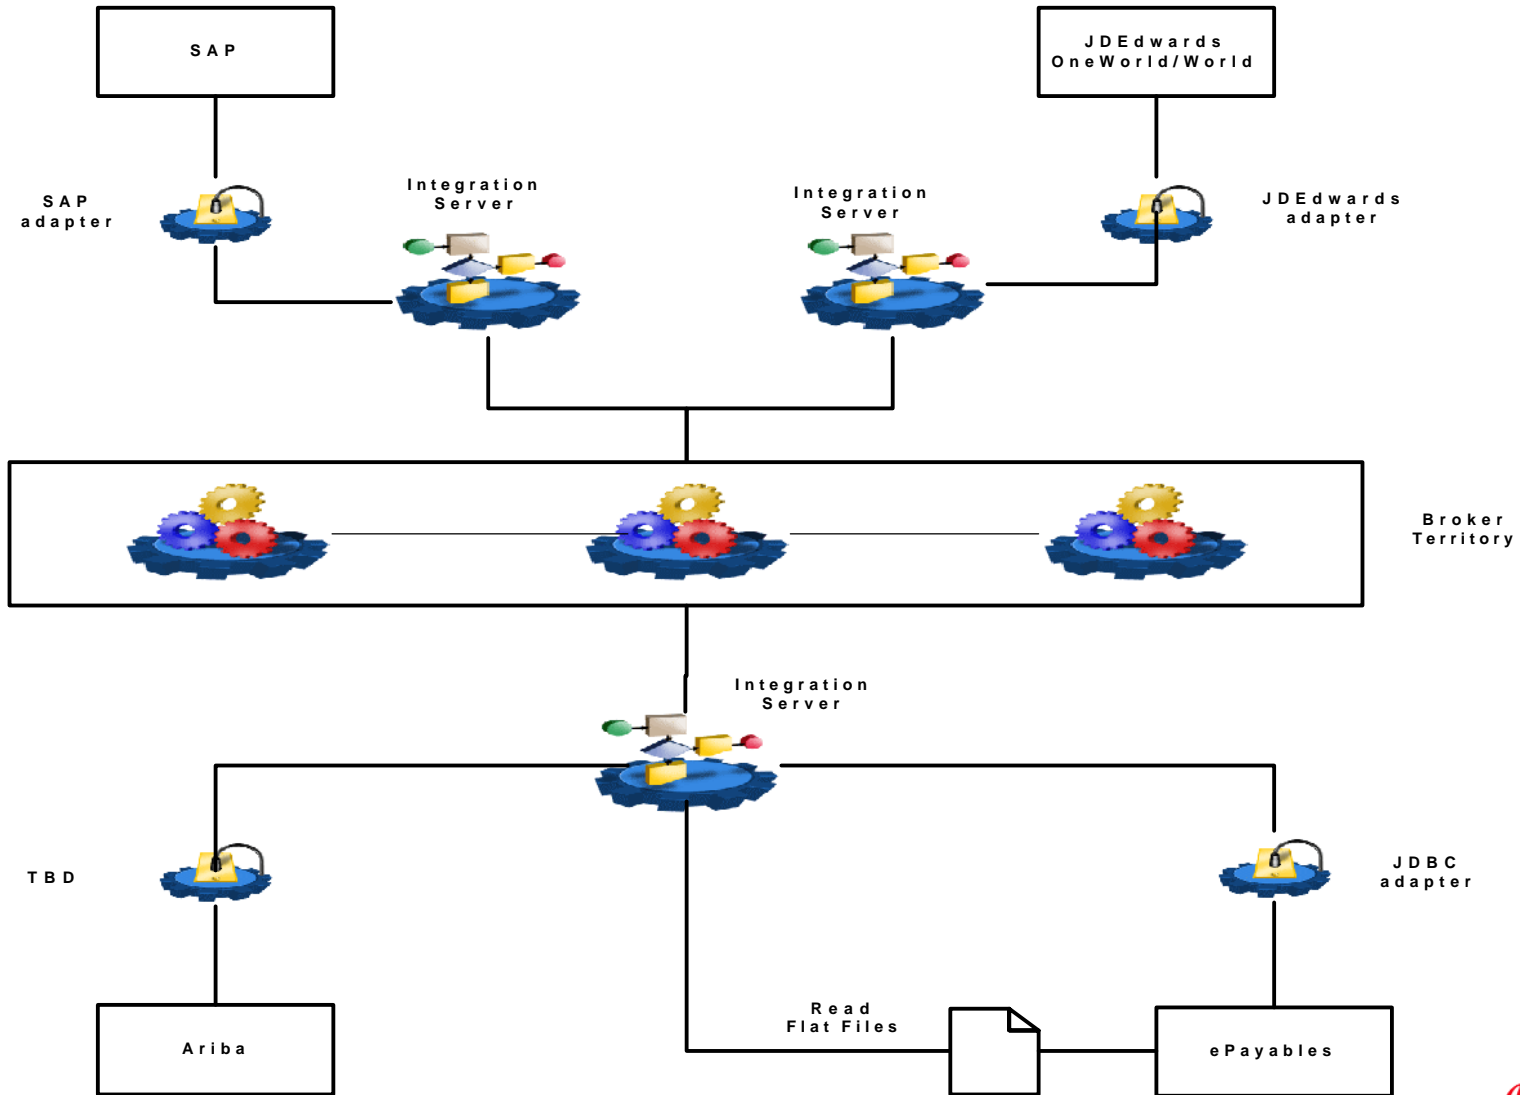 SAP
JDEdwards
OneWorld/World
SAP
adapter
Integration
Server
Integration
Server
JDEdwards
adapter
Broker
Territory
Integration
Server
TBD
JDBC
adapter
Read
Flat Files
Ariba
ePayables